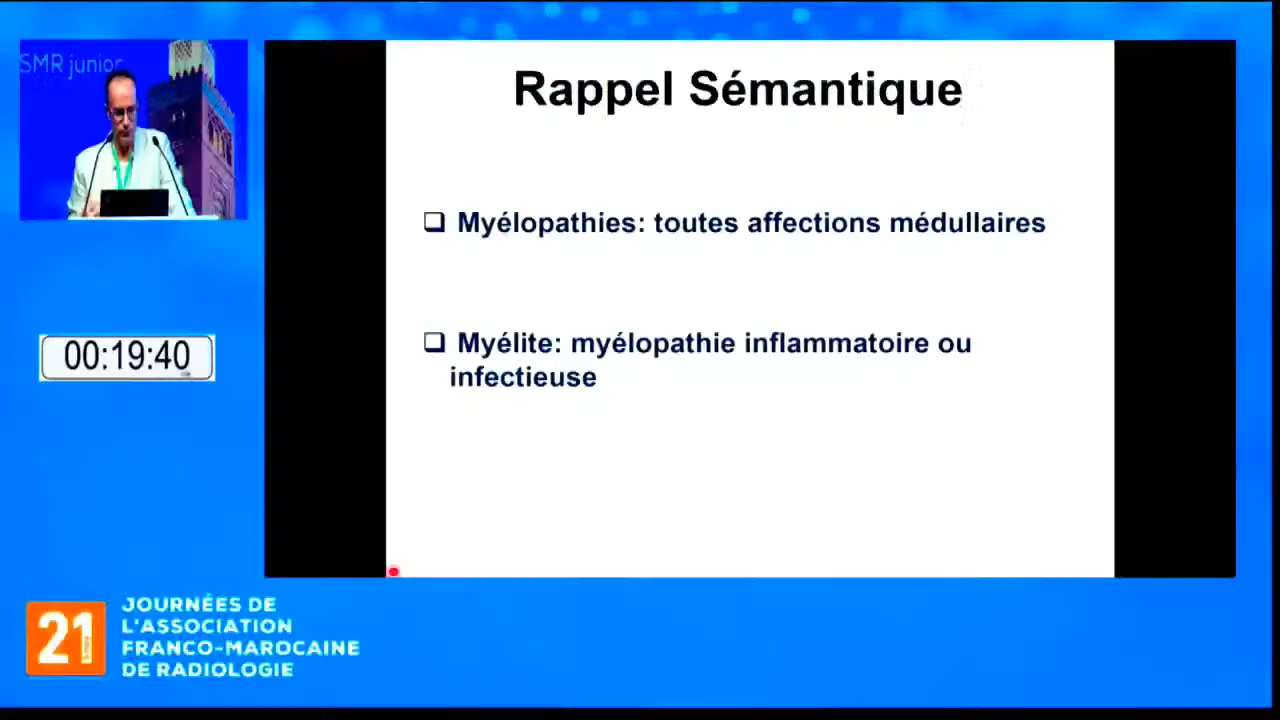 SMR junior
Rappel Sémantique
❑ Myélopathies: toutes affections médullaires
❑ Myélite: myélopathie inflammatoire ou
infectieuse
00:19:40
21
JOURNÉES DE
L'ASSOCIATION
FRANCO-MAROCAINE
DE RADIOLOGIE